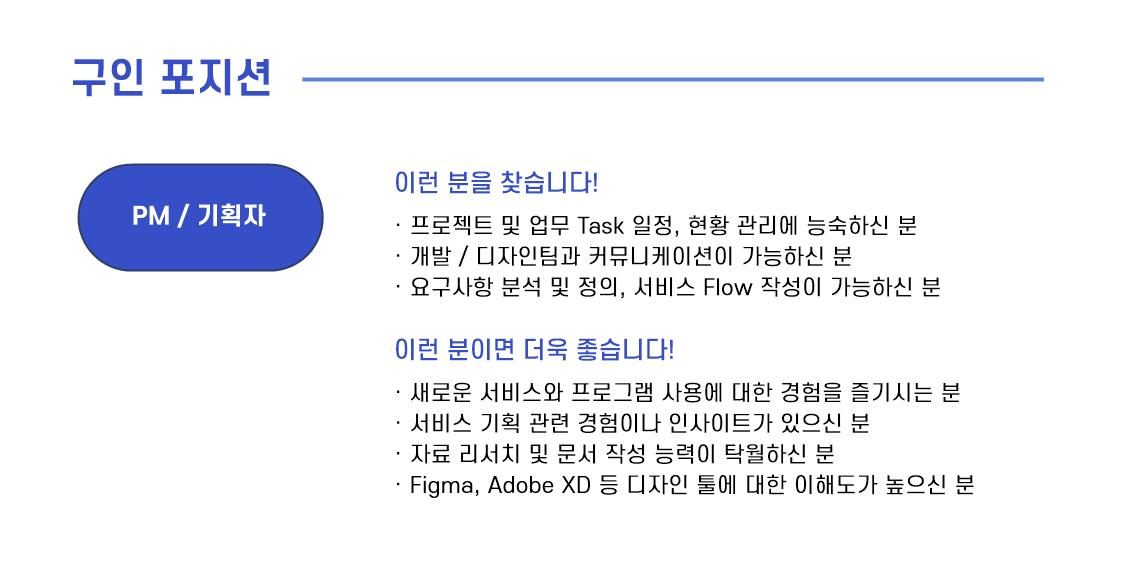 구인 포지션
PM / 기획자
이런 분을 찾습니다!
· 프로젝트 및 업무 Task 일정, 현황 관리에 능숙하신 분
· 개발 / 디자인팀과 커뮤니케이션이 가능하신 분
· 요구사항 분석 및 정의, 서비스 Flow 작성이 가능하신 분
이런 분이면 더욱 좋습니다!
· 새로운 서비스와 프로그램 사용에 대한 경험을 즐기시는 분
· 서비스 기획 관련 경험이나 인사이트가 있으신 분
· 자료 리서치 및 문서 작성 능력이 탁월하신 분
· Figma, Adobe XD 등 디자인 툴에 대한 이해도가 높으신 분